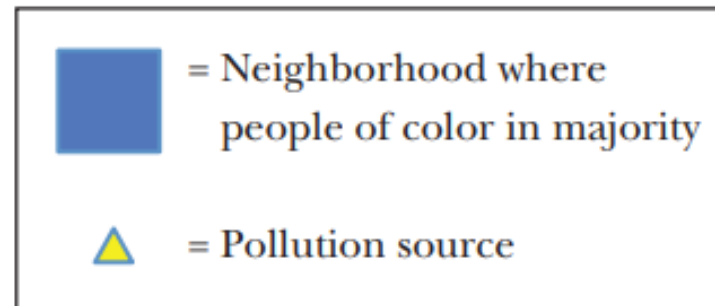 = Neighborhood where
people of color in majority
= Pollution source